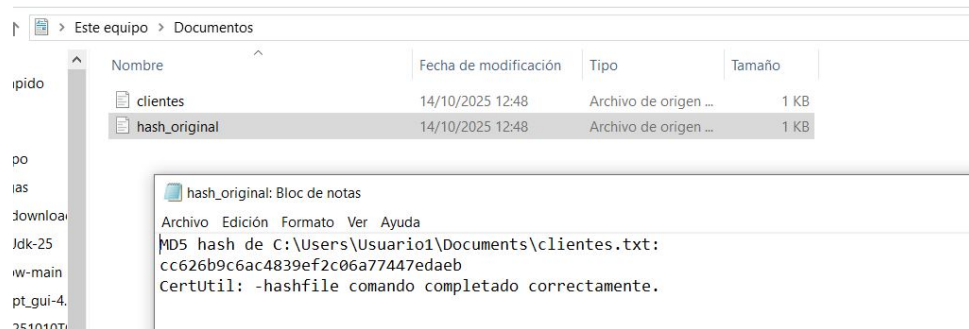 Este equipo > Documentos
Nombre Fecha de modificación Tipo Tamaño
ápido
clientes 14/10/2025 12:48 Archivo de origen ... 1 KB
hash_original 14/10/2025 12:48 Archivo de origen ... 1 KB
po
as
downloa
Jdk-25
ow-main
pt_gui-4.
hash_original: Bloc de notas
Archivo Edición Formato Ver Ayuda
MD5 hash de C:\Users\Usuario1\Documents\clientes.txt:
cc626b9c6ac4839ef2c06a77447edaeb
CertUtil: -hashfile comando completado correctamente.